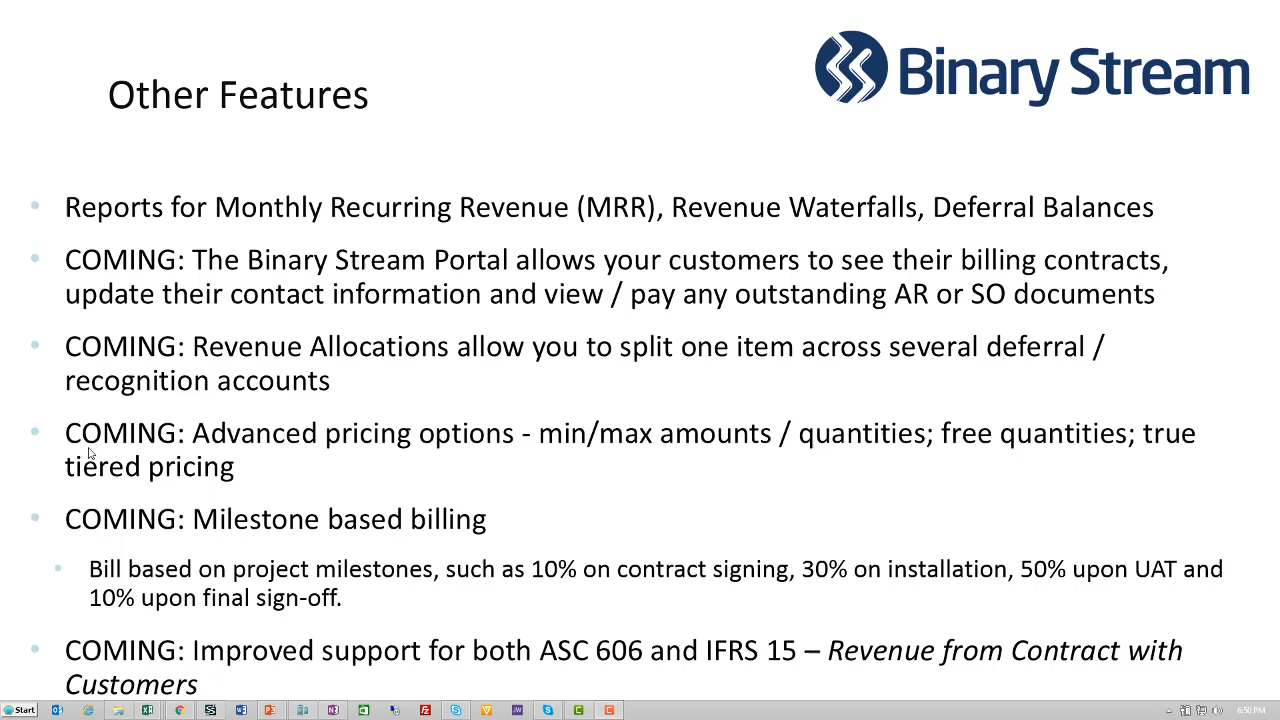 Binary Stream
Other Features
• Reports for Monthly Recurring Revenue (MRR), Revenue Waterfalls, Deferral Balances
• COMING: The Binary Stream Portal allows your customers to see their billing contracts,
update their contact information and view / pay any outstanding AR or SO documents
• COMING: Revenue Allocations allow you to split one item across several deferral /
recognition accounts
• COMING: Advanced pricing options - min/max amounts / quantities; free quantities; true
tiered pricing
• COMING: Milestone based billing
• Bill based on project milestones, such as 10% on contract signing, 30% on installation, 50% upon UAT and
10% upon final sign-off.
• COMING: Improved support for both ASC 606 and IFRS 15 – Revenue from Contract with
Customers
Start
6:50 PM